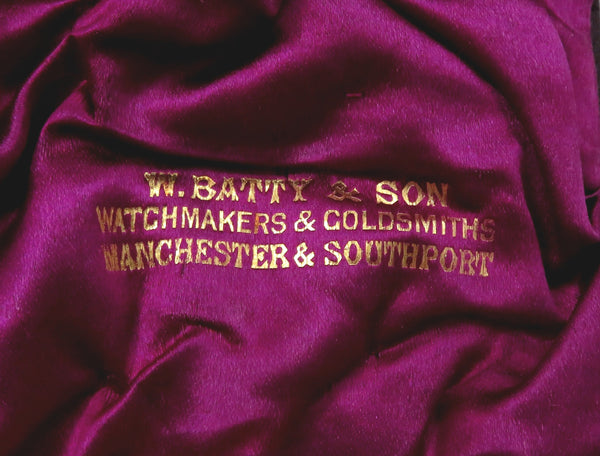 W. BATTY & SON
WATCHMAKERS & GOLDSMITHS
MANCHESTER & SOUTHPORT